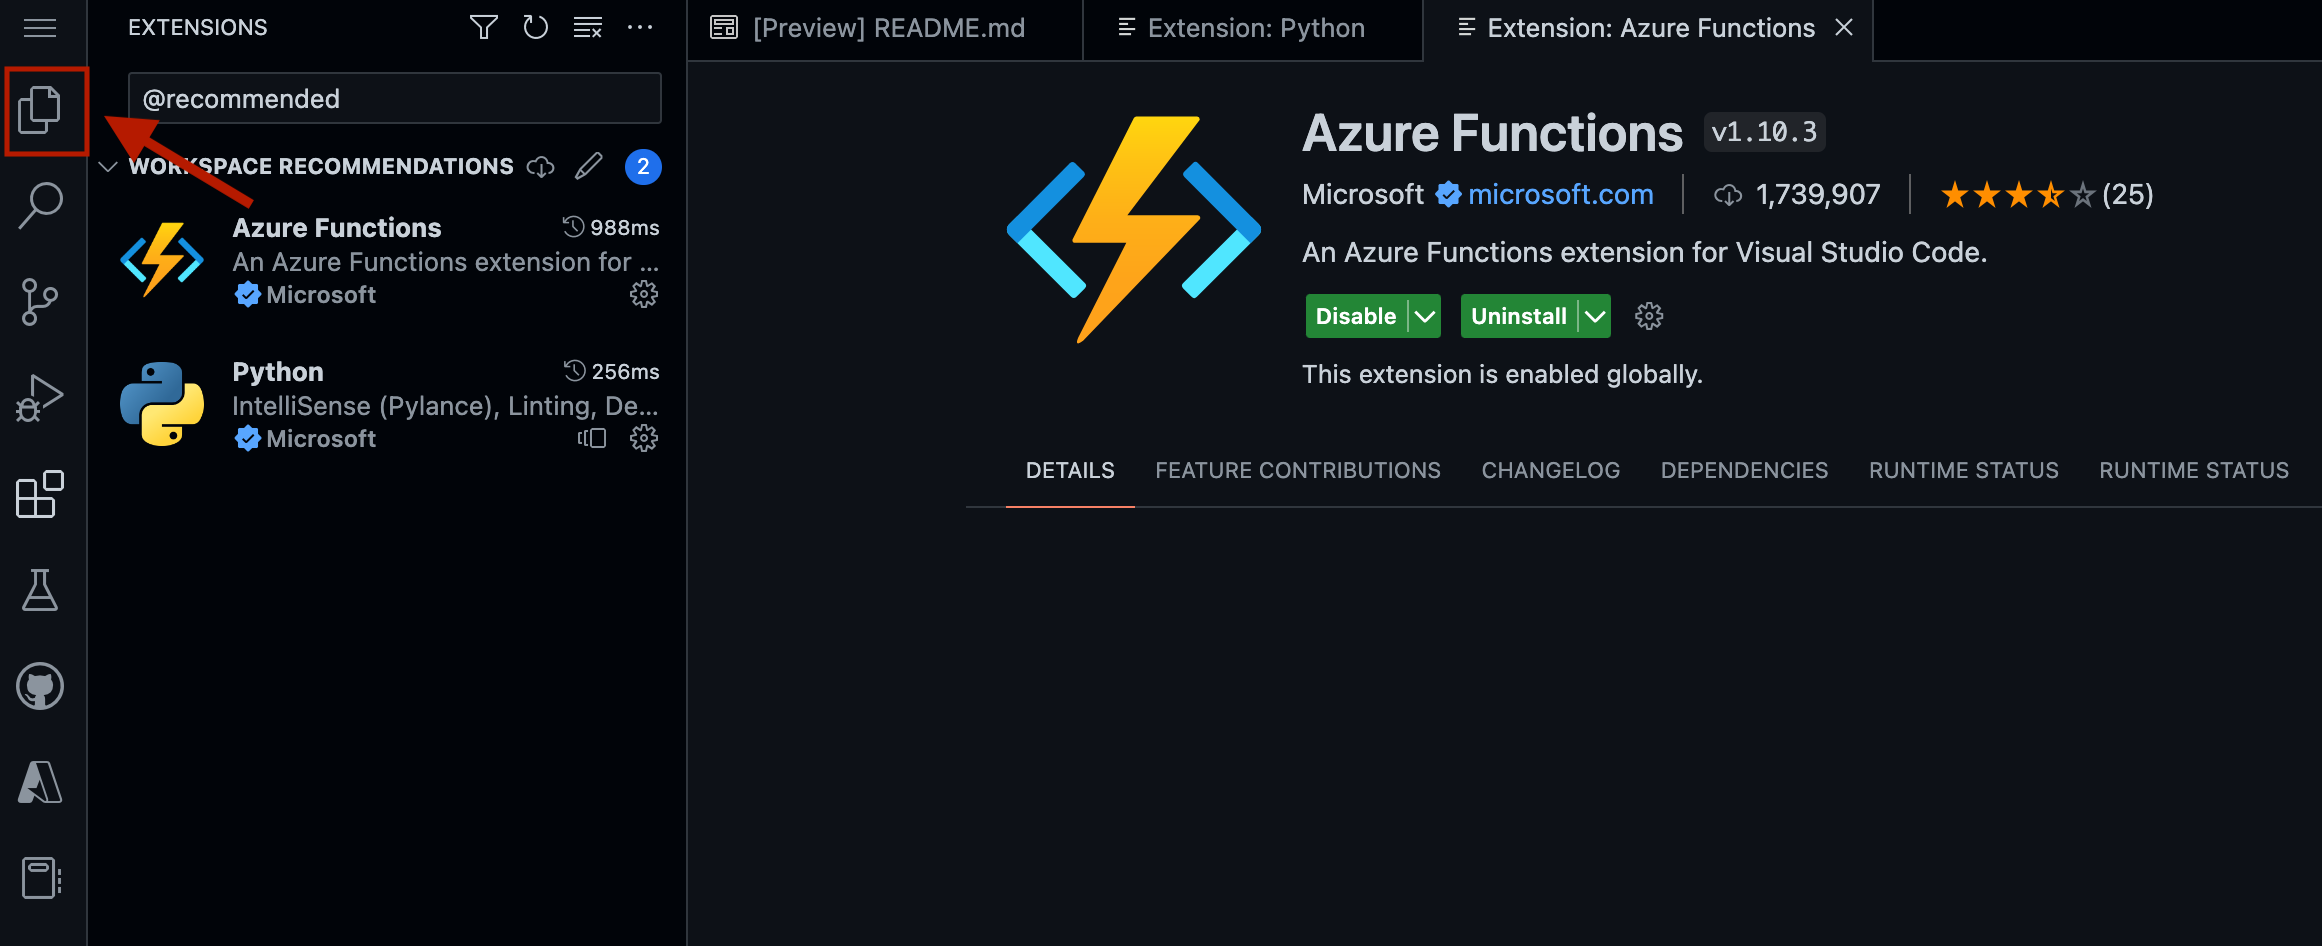 EXTENSIONS
@recommended
WORKSPACE RECOMMENDATIONS 2
Azure Functions 988ms
An Azure Functions extension for ...
Microsoft
Python 256ms
IntelliSense (Pylance), Linting, De...
Microsoft
[Preview] README.md
Extension: Python
Extension: Azure Functions
Azure Functions v1.10.3
Microsoft microsoft.com 1,739,907 (25)
An Azure Functions extension for Visual Studio Code.
Disable Uninstall
This extension is enabled globally.
DETAILS FEATURE CONTRIBUTIONS CHANGELOG DEPENDENCIES RUNTIME STATUS RUNTIME STATUS